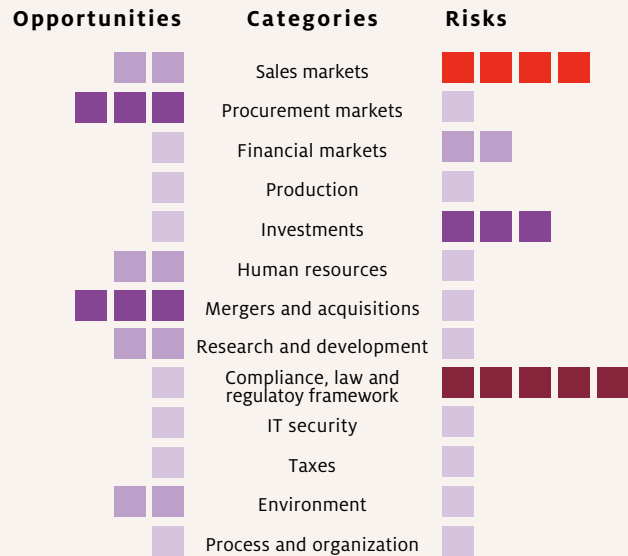 Opportunities Categories Risks
Sales markets
Procurement markets
Financial markets
Production
Investments
Human resources
Mergers and acquisitions
Research and development
Compliance, law and
regulatoy framework
IT security
Taxes
Environment
Process and organization